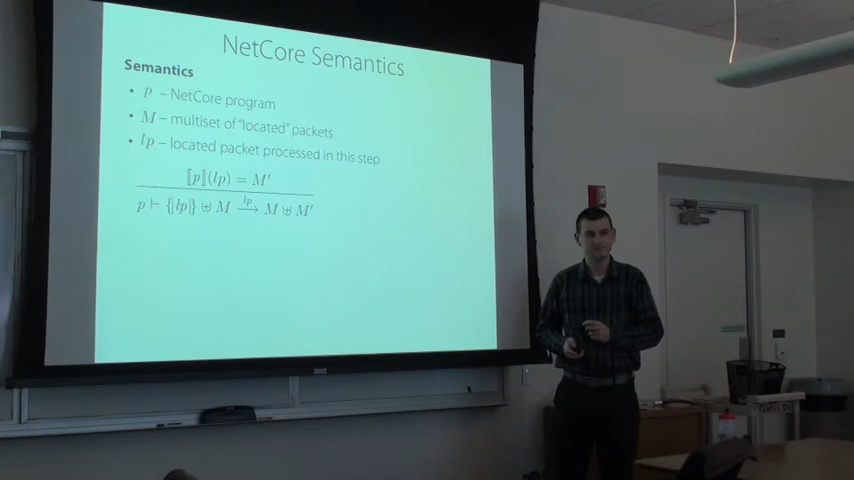 NetCore Semantics
Semantics
• p – NetCore program
• M – multiset of "located" packets
• lp – located packet processed in this step
⟦p⟧(lp) = M′
p ⊢ {|lp|} ⊎ M —lp→ M ⊎ M′